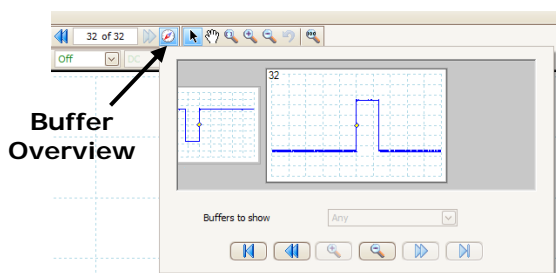 32 of 32
Off DC
32
Buffer
Overview
Buffers to show Any